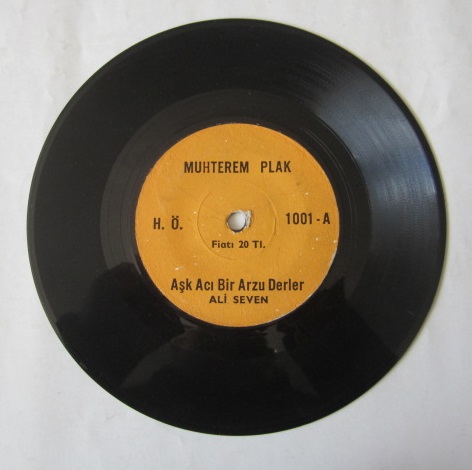 MUHTEREM PLAK
H. Ö. 1001-A
Fiatı 20 Tl.
Aşk Acı Bir Arzu Derler
ALİ SEVEN